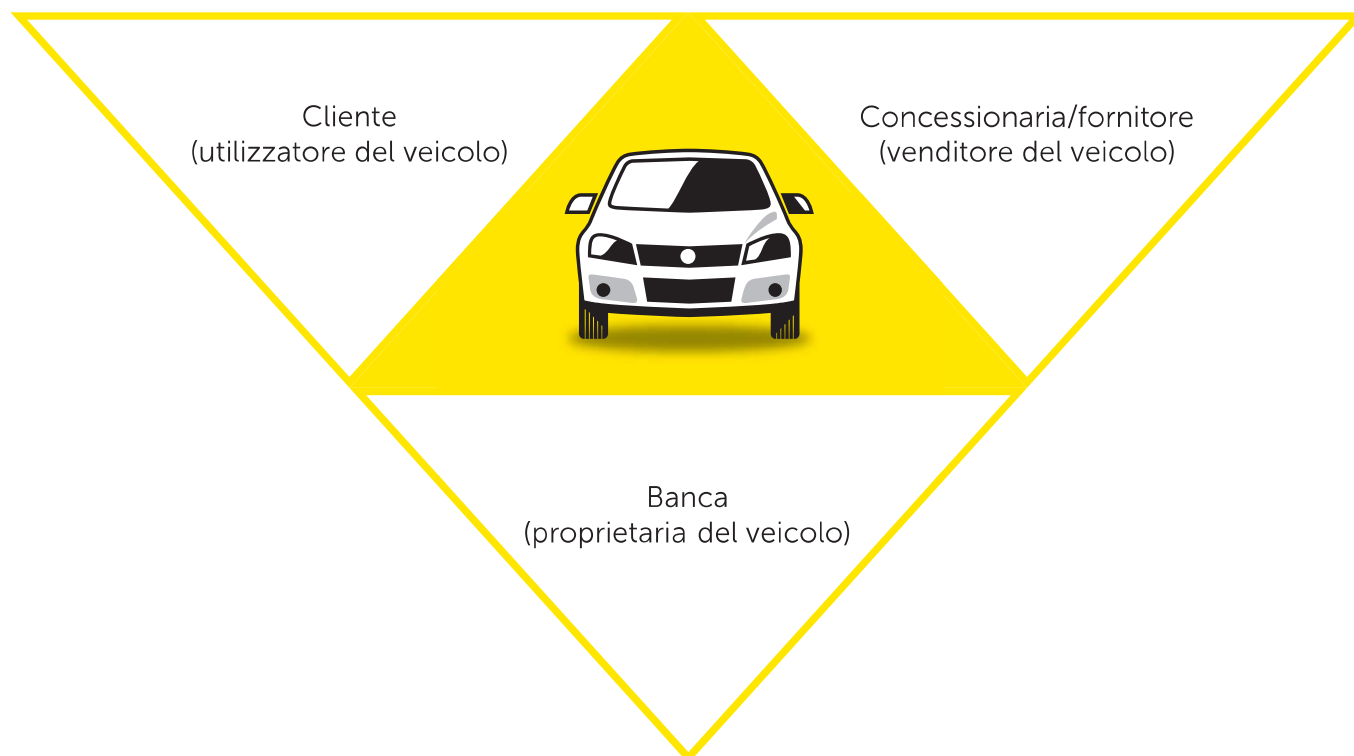 Cliente
(utilizzatore del veicolo)
Concessionaria/fornitore
(venditore del veicolo)
Banca
(proprietaria del veicolo)